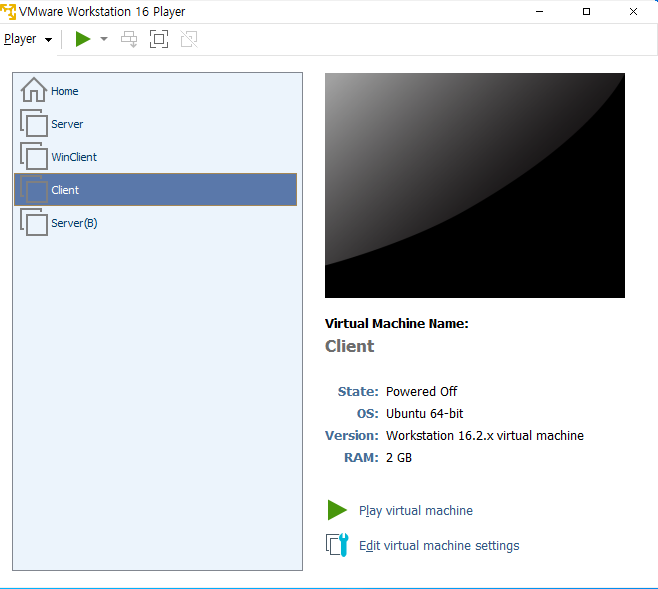 VMware Workstation 16 Player
Player
Home
Server
WinClient
Client
Server(B)
Virtual Machine Name:
Client
State: Powered Off
OS: Ubuntu 64-bit
Version: Workstation 16.2.x virtual machine
RAM: 2 GB
Play virtual machine
Edit virtual machine settings